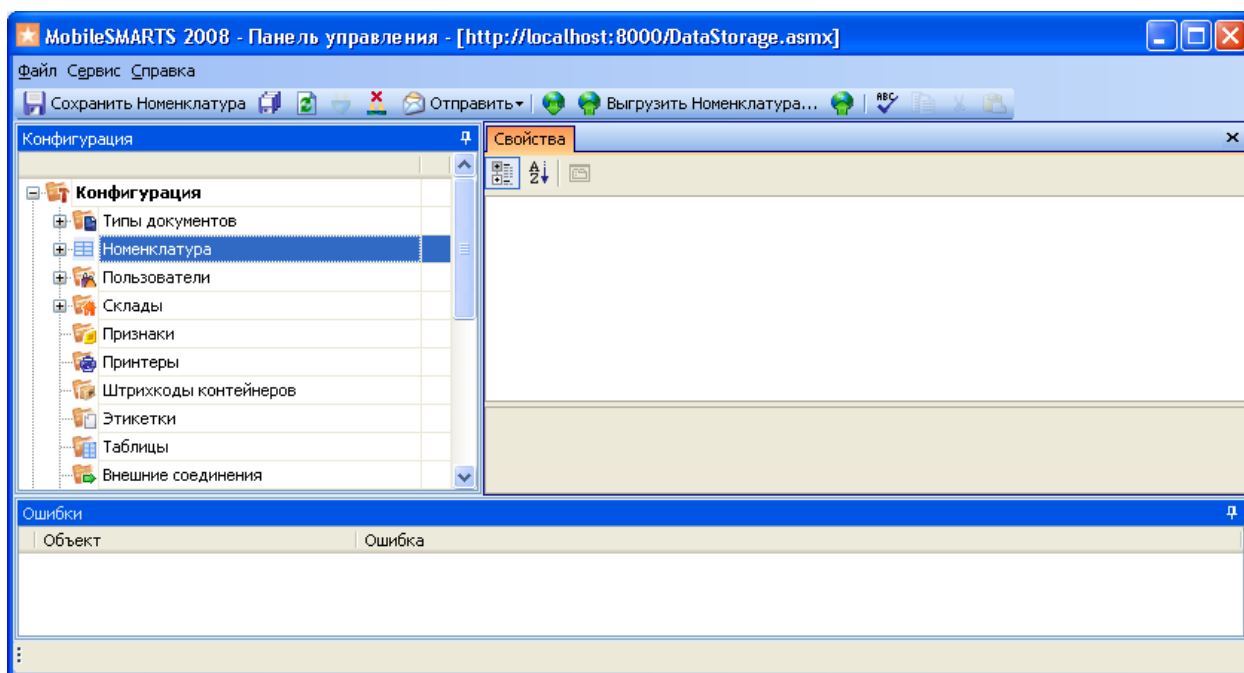 MobileSMARTS 2008 - Панель управления - [http://localhost:8000/DataStorage.asmx]
Файл Сервис Справка
Сохранить Номенклатура Отправить Выгрузить Номенклатура... ABC
Конфигурация
Свойства
A
Z
Конфигурация
Типы документов
Номенклатура
Пользователи
Склады
Признаки
Принтеры
Штрихкоды контейнеров
Этикетки
Таблицы
Внешние соединения
Ошибки
Объект Ошибка